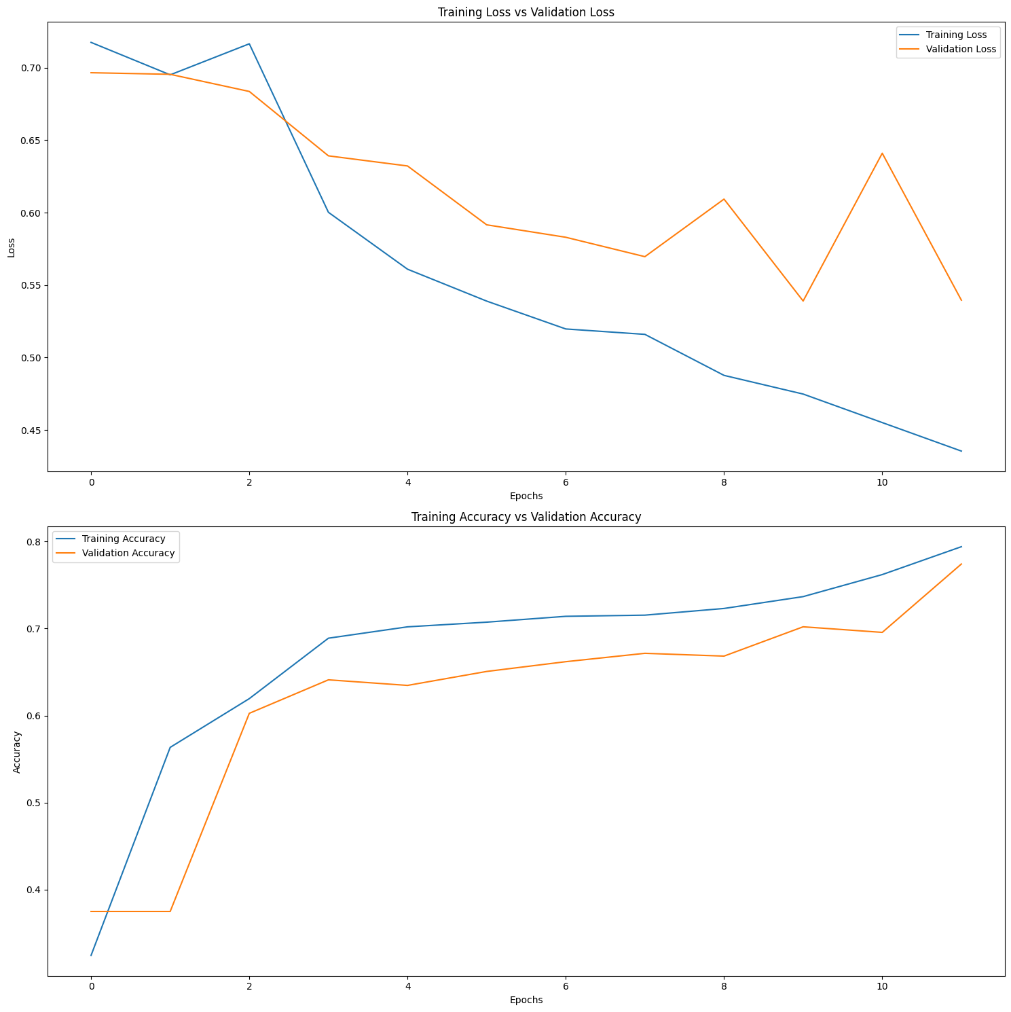 Training Loss vs Validation Loss
Training Loss
Validation Loss
0.70
0.65
0.60
0.55
0.50
0.45
Loss
0 2 4 6 8 10
Epochs
Training Accuracy vs Validation Accuracy
Training Accuracy
Validation Accuracy
0.8
0.7
0.6
0.5
0.4
Accuracy
0 2 4 6 8 10
Epochs